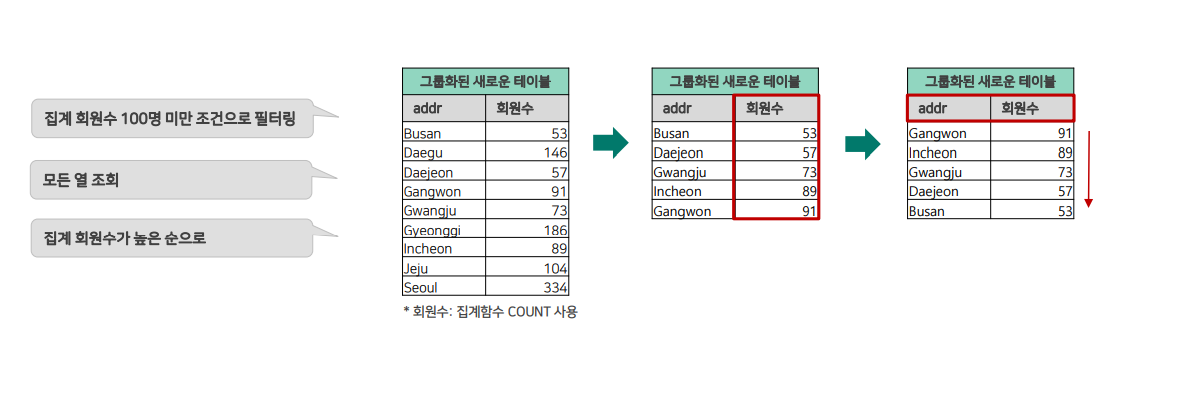 집계 회원수 100명 미만 조건으로 필터링
모든 열 조회
집계 회원수가 높은 순으로
그룹화된 새로운 테이블
addr 회원수
Busan 53
Daegu 146
Daejeon 57
Gangwon 91
Gwangju 73
Gyeonggi 186
Incheon 89
Jeju 104
Seoul 334
* 회원수: 집계함수 COUNT 사용
그룹화된 새로운 테이블
addr 회원수
Busan 53
Daejeon 57
Gwangju 73
Incheon 89
Gangwon 91
그룹화된 새로운 테이블
addr 회원수
Gangwon 91
Incheon 89
Gwangju 73
Daejeon 57
Busan 53